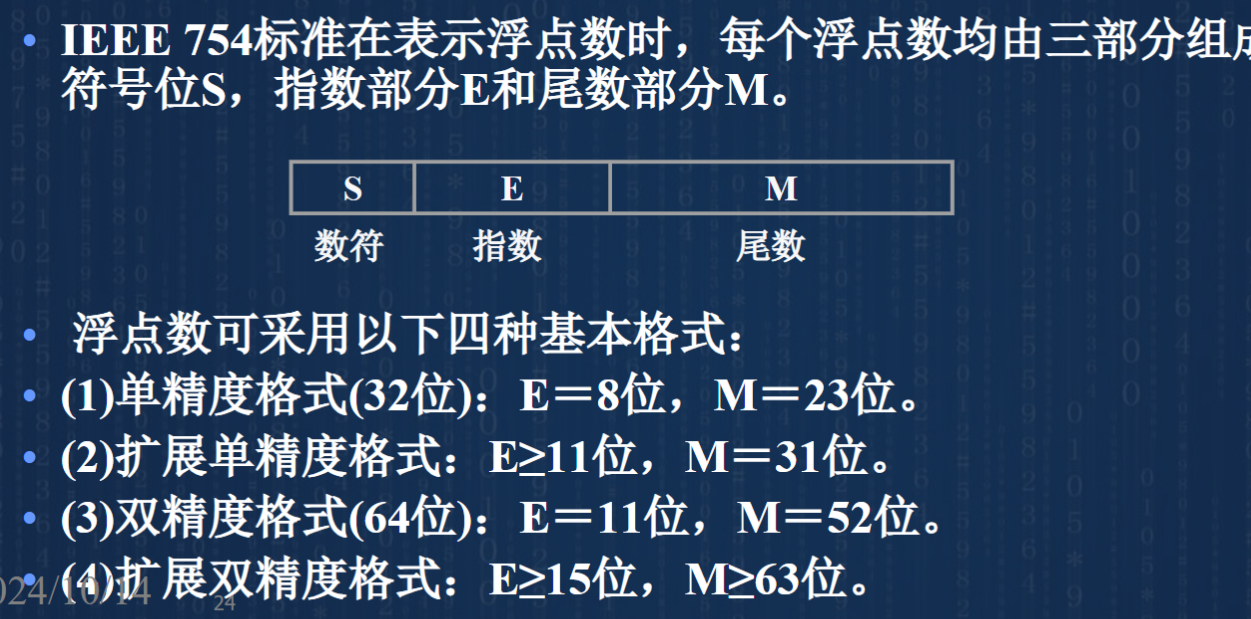 • IEEE 754标准在表示浮点数时，每个浮点数均由三部分组成
符号位S，指数部分E和尾数部分M。
S E M
数符 指数 尾数
• 浮点数可采用以下四种基本格式：
• (1)单精度格式(32位)：E＝8位，M＝23位。
• (2)扩展单精度格式：E≥11位，M＝31位。
• (3)双精度格式(64位)：E＝11位，M＝52位。
• (4)扩展双精度格式：E≥15位，M≥63位。
024/10/14 24